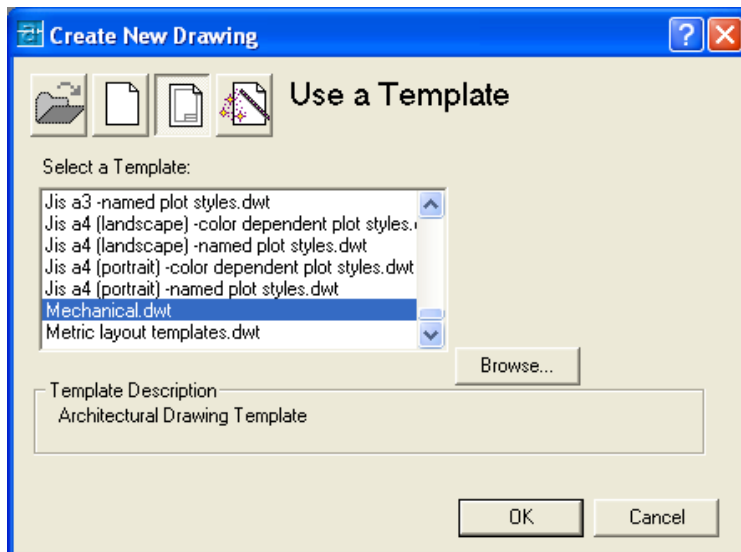 Create New Drawing
Use a Template
Select a Template:
Jis a3 -named plot styles.dwt
Jis a4 (landscape) -color dependent plot styles.
Jis a4 (landscape) -named plot styles.dwt
Jis a4 (portrait) -color dependent plot styles.dwt
Jis a4 (portrait) -named plot styles.dwt
Mechanical.dwt
Metric layout templates.dwt
Browse...
Template Description
Architectural Drawing Template
OK
Cancel